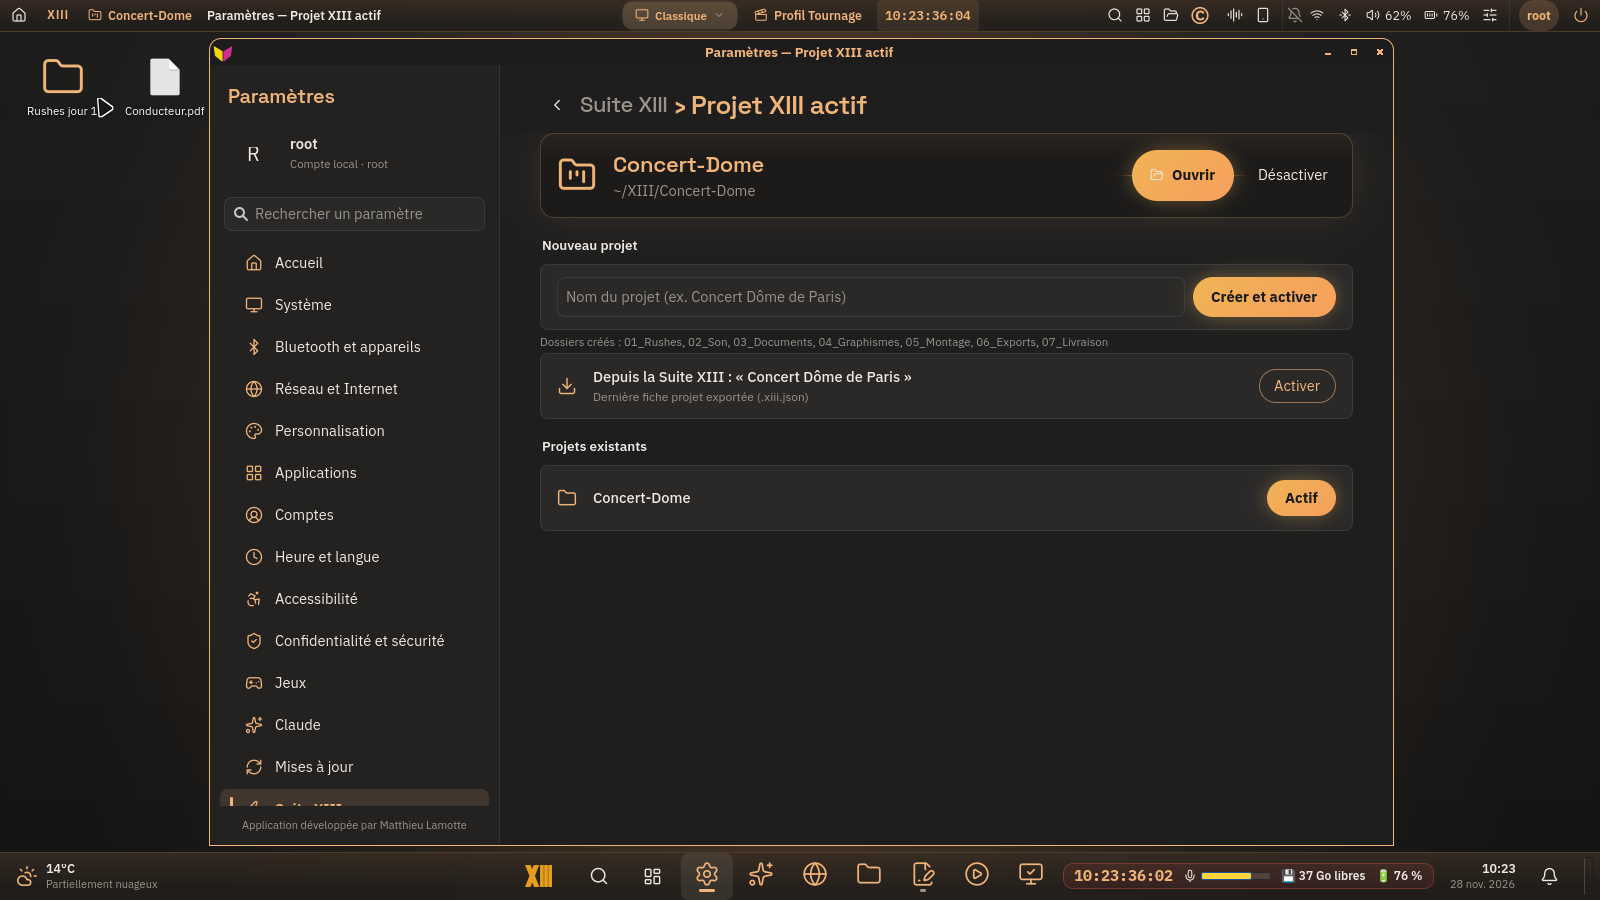 XIII Concert-Dome Paramètres — Projet XIII actif Classique Profil Tournage 10:23:36:04 62% 76% root
Rushes jour 1
Conducteur.pdf
Paramètres — Projet XIII actif
Paramètres
R
root
Compte local · root
Rechercher un paramètre
Accueil
Système
Bluetooth et appareils
Réseau et Internet
Personnalisation
Applications
Comptes
Heure et langue
Accessibilité
Confidentialité et sécurité
Jeux
Claude
Mises à jour
Suite XIII
Application développée par Matthieu Lamotte
Suite XIII > Projet XIII actif
Concert-Dome
~/XIII/Concert-Dome
Ouvrir
Désactiver
Nouveau projet
Nom du projet (ex. Concert Dôme de Paris)
Créer et activer
Dossiers créés : 01_Rushes, 02_Son, 03_Documents, 04_Graphismes, 05_Montage, 06_Exports, 07_Livraison
Depuis la Suite XIII : « Concert Dôme de Paris »
Dernière fiche projet exportée (.xiii.json)
Activer
Projets existants
Concert-Dome
Actif
14°C
Partiellement nuageux
XIII
10:23:36:02
37 Go libres
76 %
10:23
28 nov. 2026